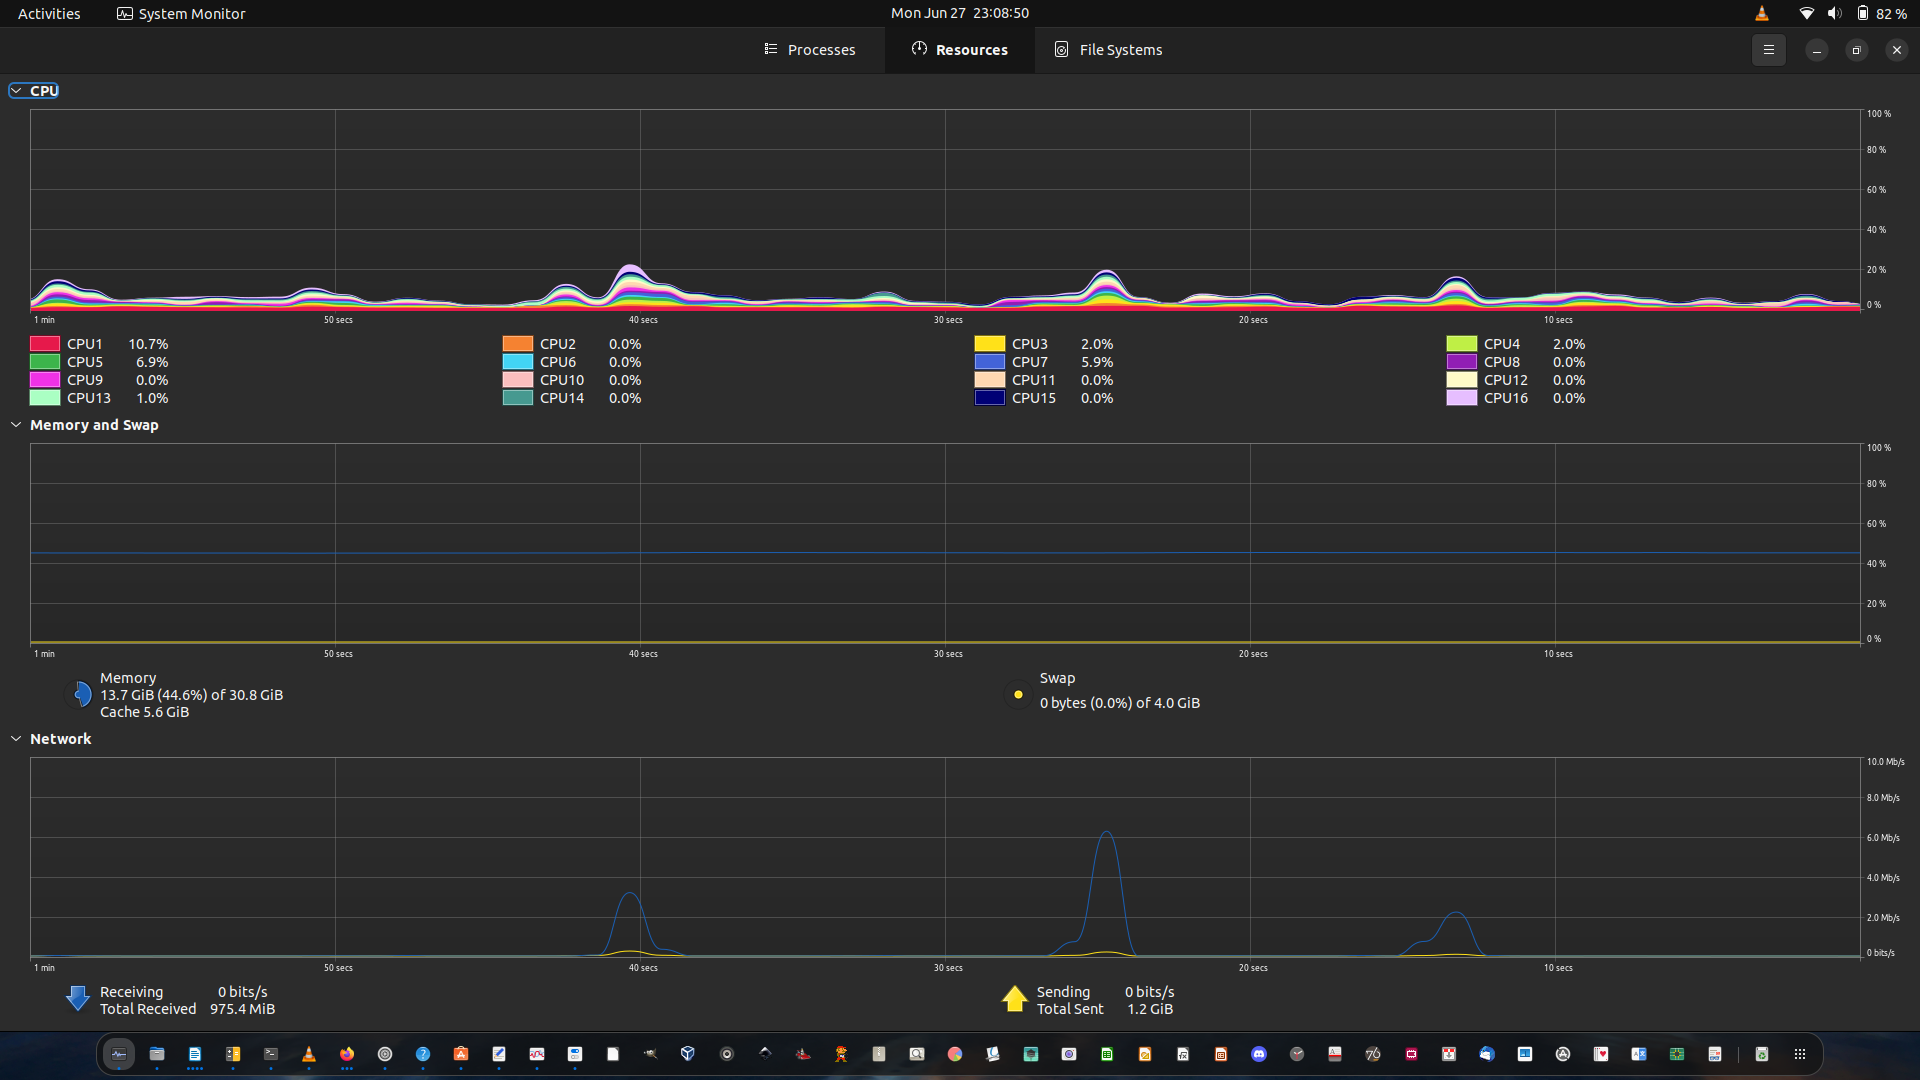 Activities System Monitor Mon Jun 27 23:08:50 82 %
Processes Resources File Systems
CPU
100 %
80 %
60 %
40 %
20 %
0 %
1 min 50 secs 40 secs 30 secs 20 secs 10 secs
CPU1 10.7% CPU2 0.0% CPU3 2.0% CPU4 2.0%
CPU5 6.9% CPU6 0.0% CPU7 5.9% CPU8 0.0%
CPU9 0.0% CPU10 0.0% CPU11 0.0% CPU12 0.0%
CPU13 1.0% CPU14 0.0% CPU15 0.0% CPU16 0.0%
Memory and Swap
100 %
80 %
60 %
40 %
20 %
0 %
1 min 50 secs 40 secs 30 secs 20 secs 10 secs
Memory Swap
13.7 GiB (44.6%) of 30.8 GiB 0 bytes (0.0%) of 4.0 GiB
Cache 5.6 GiB
Network
10.0 Mb/s
8.0 Mb/s
6.0 Mb/s
4.0 Mb/s
2.0 Mb/s
0 bits/s
1 min 50 secs 40 secs 30 secs 20 secs 10 secs
Receiving 0 bits/s Sending 0 bits/s
Total Received 975.4 MiB Total Sent 1.2 GiB